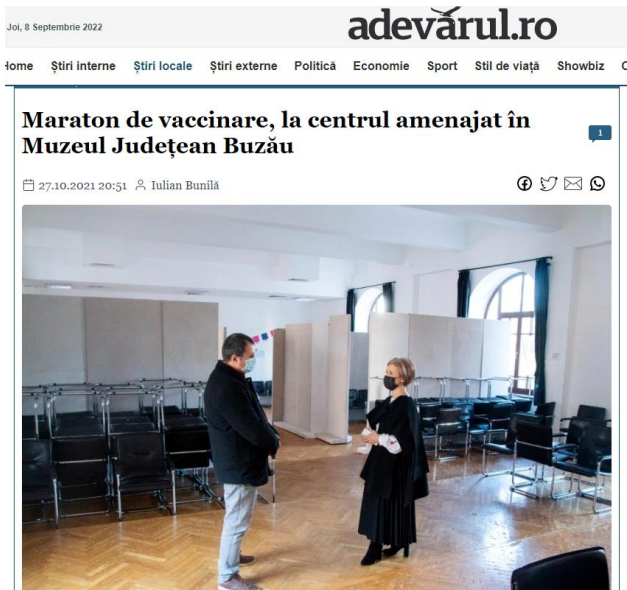 Joi, 8 Septembrie 2022
adevărul.ro
Home Știri interne Știri locale Știri externe Politică Economie Sport Stil de viață Showbiz
Maraton de vaccinare, la centrul amenajat în
Muzeul Județean Buzău
1
27.10.2021 20:51 Iulian Bunilă